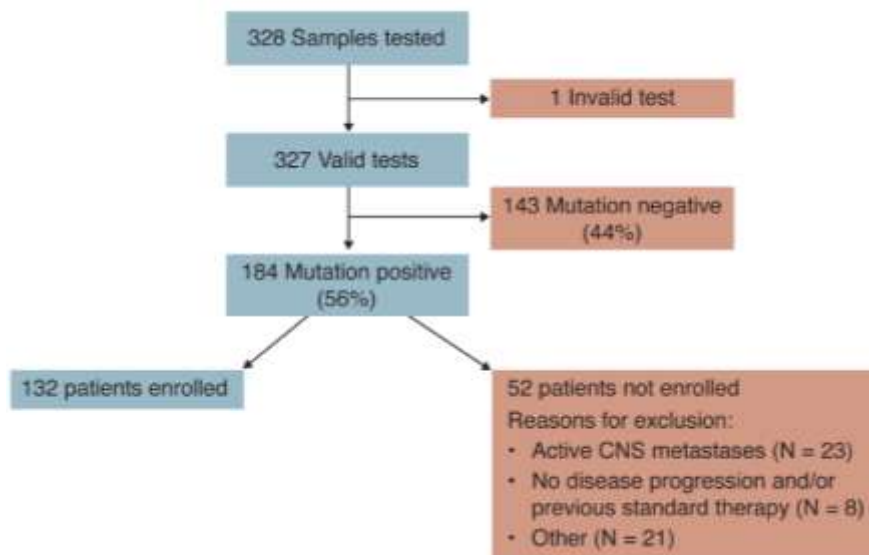 328 Samples tested
1 Invalid test
327 Valid tests
143 Mutation negative
(44%)
184 Mutation positive
(56%)
132 patients enrolled
52 patients not enrolled
Reasons for exclusion:
• Active CNS metastases (N = 23)
• No disease progression and/or
previous standard therapy (N = 8)
• Other (N = 21)